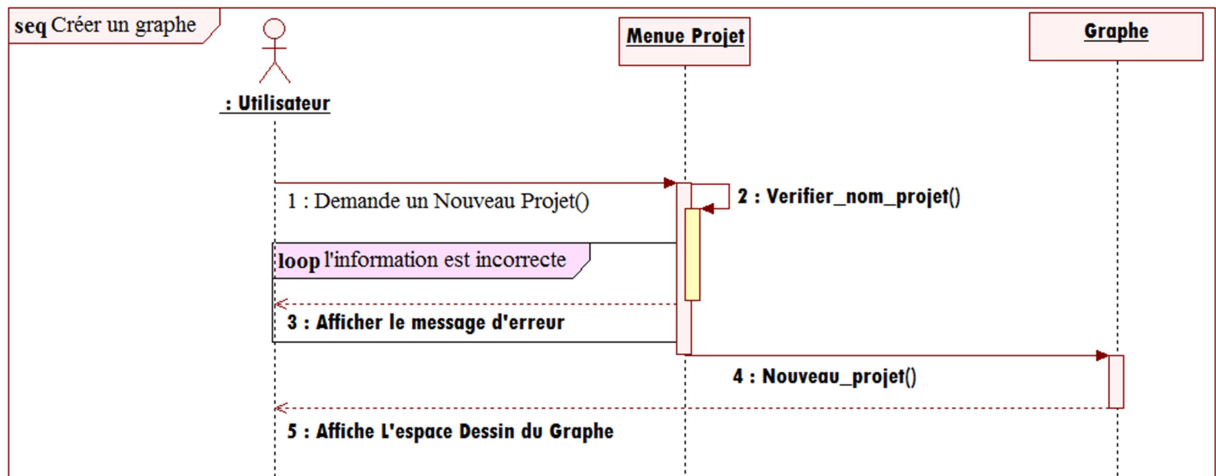 seq Créer un graphe
: Utilisateur
Menue Projet
Graphe
1 : Demande un Nouveau Projet()
2 : Verifier_nom_projet()
loop l'information est incorrecte
3 : Afficher le message d'erreur
4 : Nouveau_projet()
5 : Affiche L'espace Dessin du Graphe